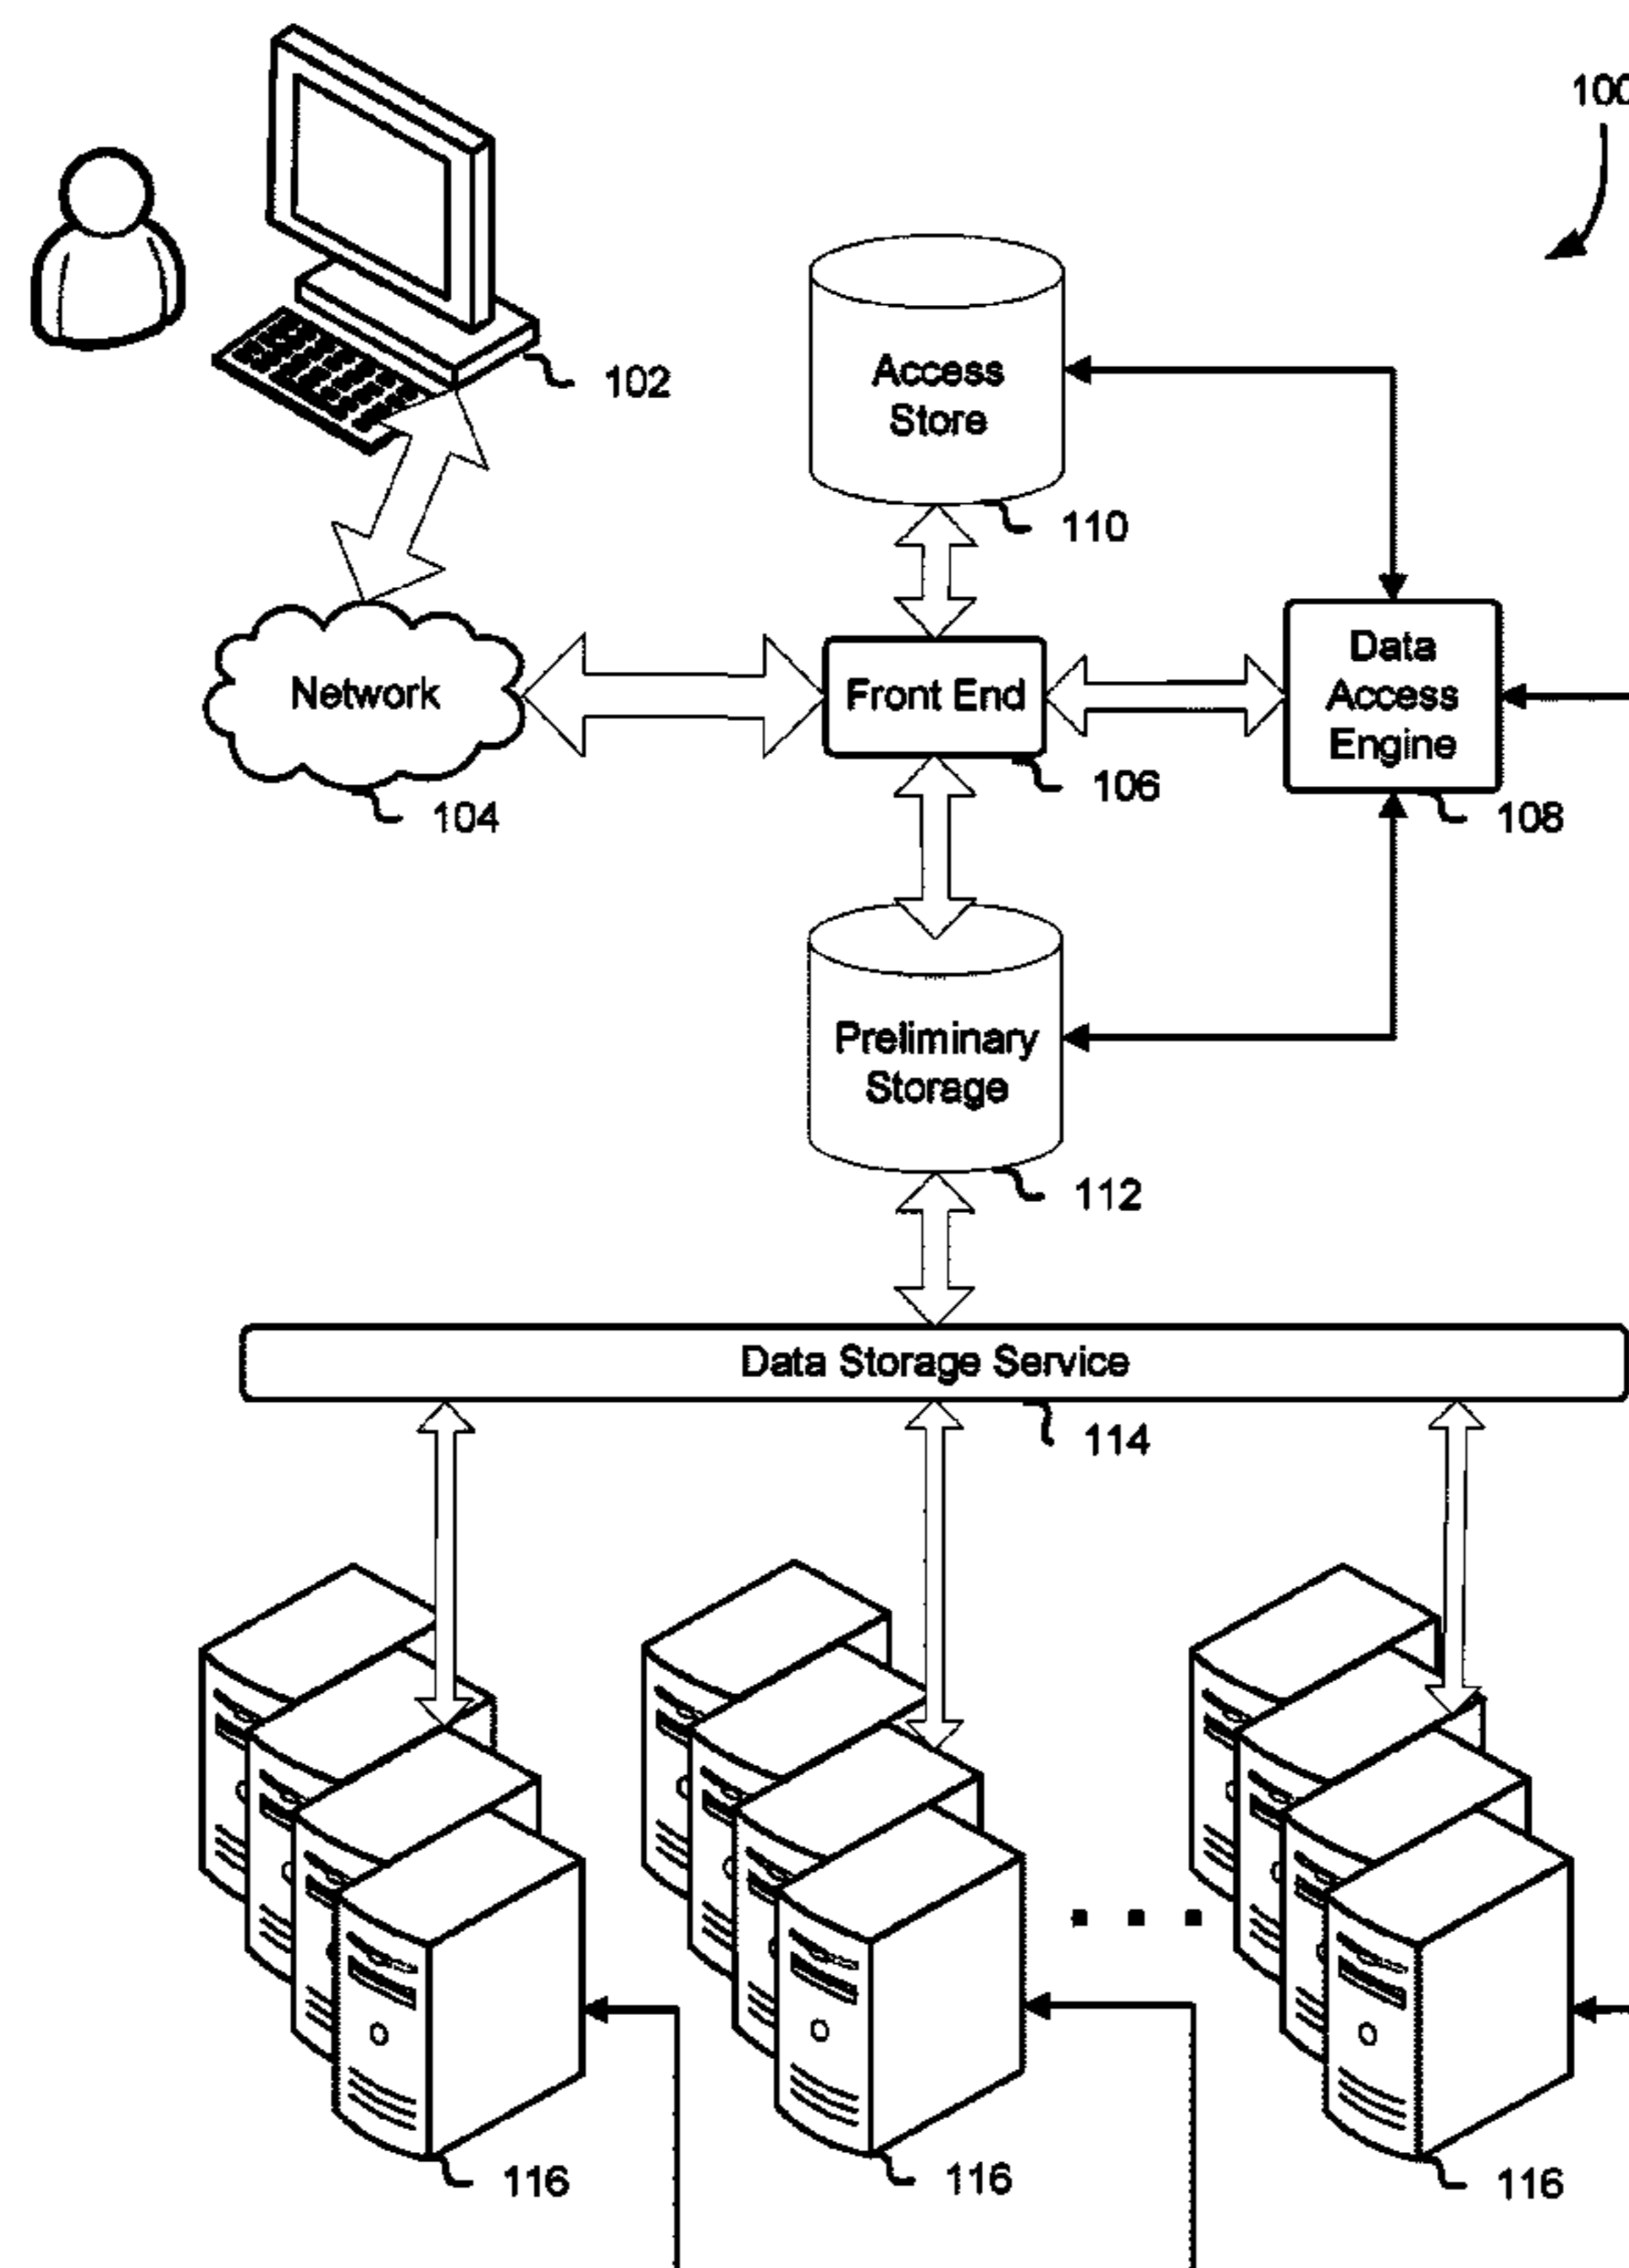 100
102
Access
Store
110
Network
104
Front End
106
Data
Access
Engine
108
Preliminary
Storage
112
Data Storage Service
114
116
116
116